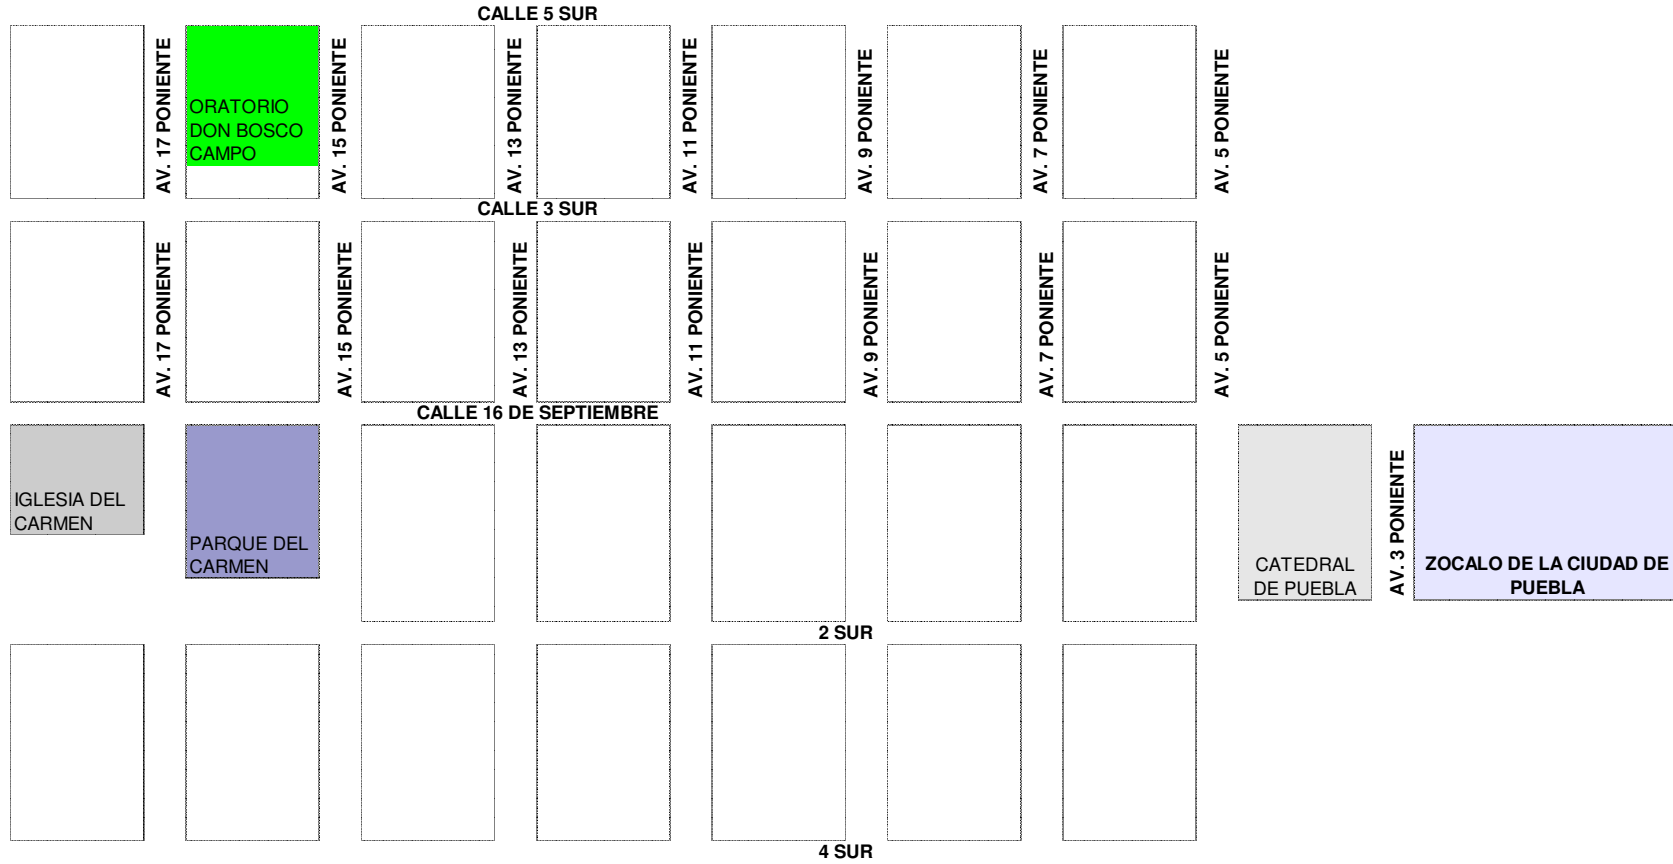 CALLE 5 SUR
AV. 17 PONIENTE
ORATORIO
DON BOSCO
CAMPO
AV. 15 PONIENTE
AV. 13 PONIENTE
AV. 11 PONIENTE
AV. 9 PONIENTE
AV. 7 PONIENTE
AV. 5 PONIENTE
CALLE 3 SUR
AV. 17 PONIENTE
AV. 15 PONIENTE
AV. 13 PONIENTE
AV. 11 PONIENTE
AV. 9 PONIENTE
AV. 7 PONIENTE
AV. 5 PONIENTE
CALLE 16 DE SEPTIEMBRE
IGLESIA DEL
CARMEN
PARQUE DEL
CARMEN
CATEDRAL
DE PUEBLA
AV. 3 PONIENTE
ZOCALO DE LA CIUDAD DE
PUEBLA
2 SUR
4 SUR